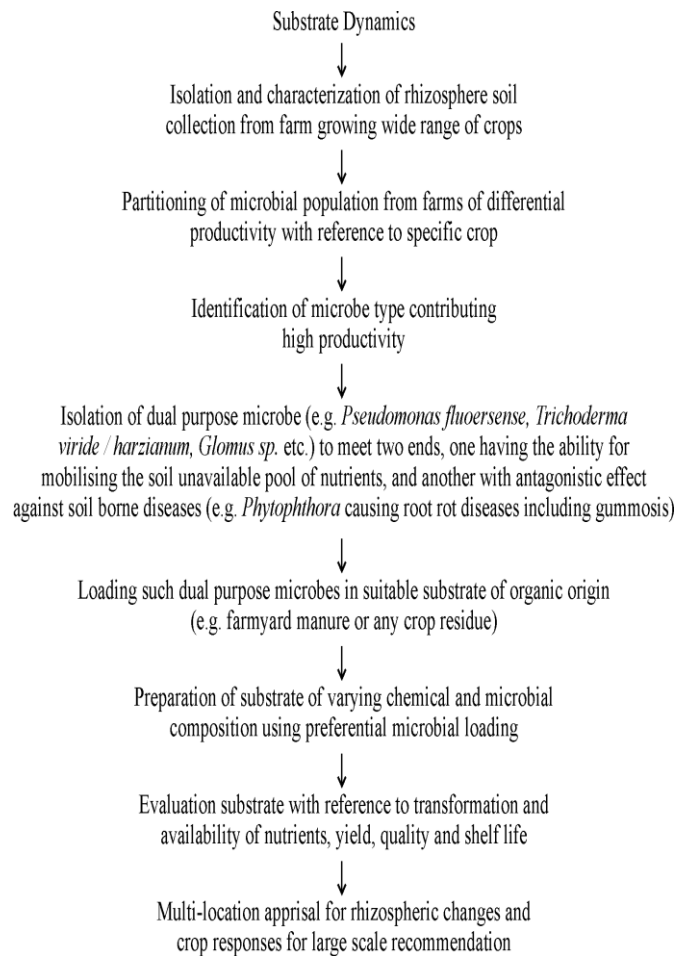 Substrate Dynamics
Isolation and characterization of rhizosphere soil
collection from farm growing wide range of crops
Partitioning of microbial population from farms of differential
productivity with reference to specific crop
Identification of microbe type contributing
high productivity
Isolation of dual purpose microbe (e.g. Pseudomonas fluoersense, Trichoderma
viride / harzianum, Glomus sp. etc.) to meet two ends, one having the ability for
mobilising the soil unavailable pool of nutrients, and another with antagonistic effect
against soil borne diseases (e.g. Phytophthora causing root rot diseases including gummosis)
Loading such dual purpose microbes in suitable substrate of organic origin
(e.g. farmyard manure or any crop residue)
Preparation of substrate of varying chemical and microbial
composition using preferential microbial loading
Evaluation substrate with reference to transformation and
availability of nutrients, yield, quality and shelf life
Multi-location apprisal for rhizospheric changes and
crop responses for large scale recommendation